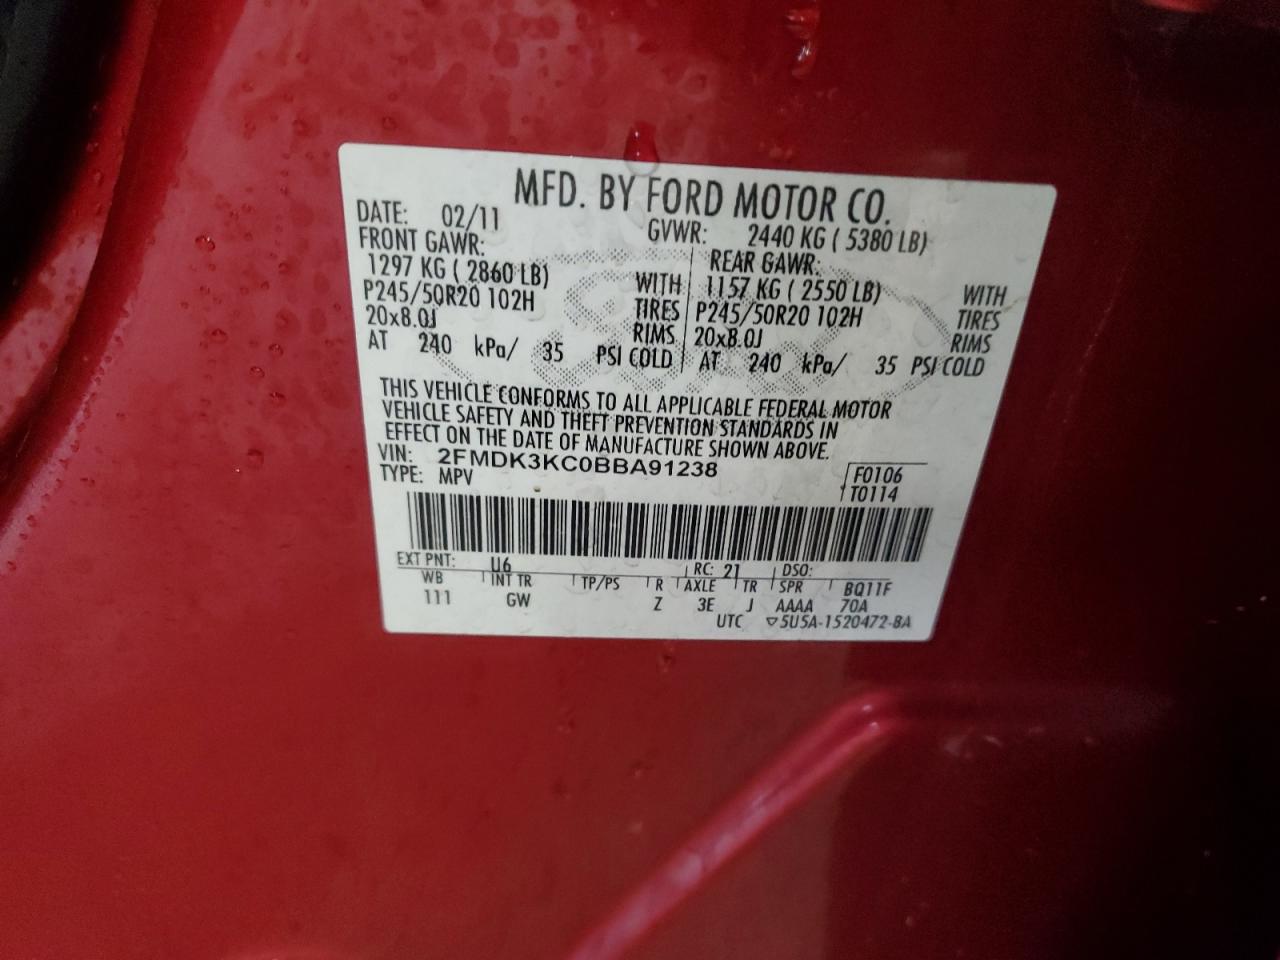 MFD. BY FORD MOTOR CO.
DATE: 02/11 GVWR: 2440 KG ( 5380 LB)
FRONT GAWR: REAR GAWR:
1297 KG ( 2860 LB) WITH 1157 KG ( 2550 LB) WITH
P245/50R20 102H TIRES P245/50R20 102H TIRES
20x8.0J RIMS 20x8.0J RIMS
AT 240 kPa/ 35 PSI COLD AT 240 kPa/ 35 PSI COLD
THIS VEHICLE CONFORMS TO ALL APPLICABLE FEDERAL MOTOR
VEHICLE SAFETY AND THEFT PREVENTION STANDARDS IN
EFFECT ON THE DATE OF MANUFACTURE SHOWN ABOVE.
VIN: 2FMDK3KC0BBA91238 F0106
TYPE: MPV T0114
EXT PNT: U6 RC: 21 DSO:
WB INT TR TP/PS R AXLE TR SPR BQ11F
111 GW Z 3E J AAAA 70A
UTC ▽5U5A-1520472-BA